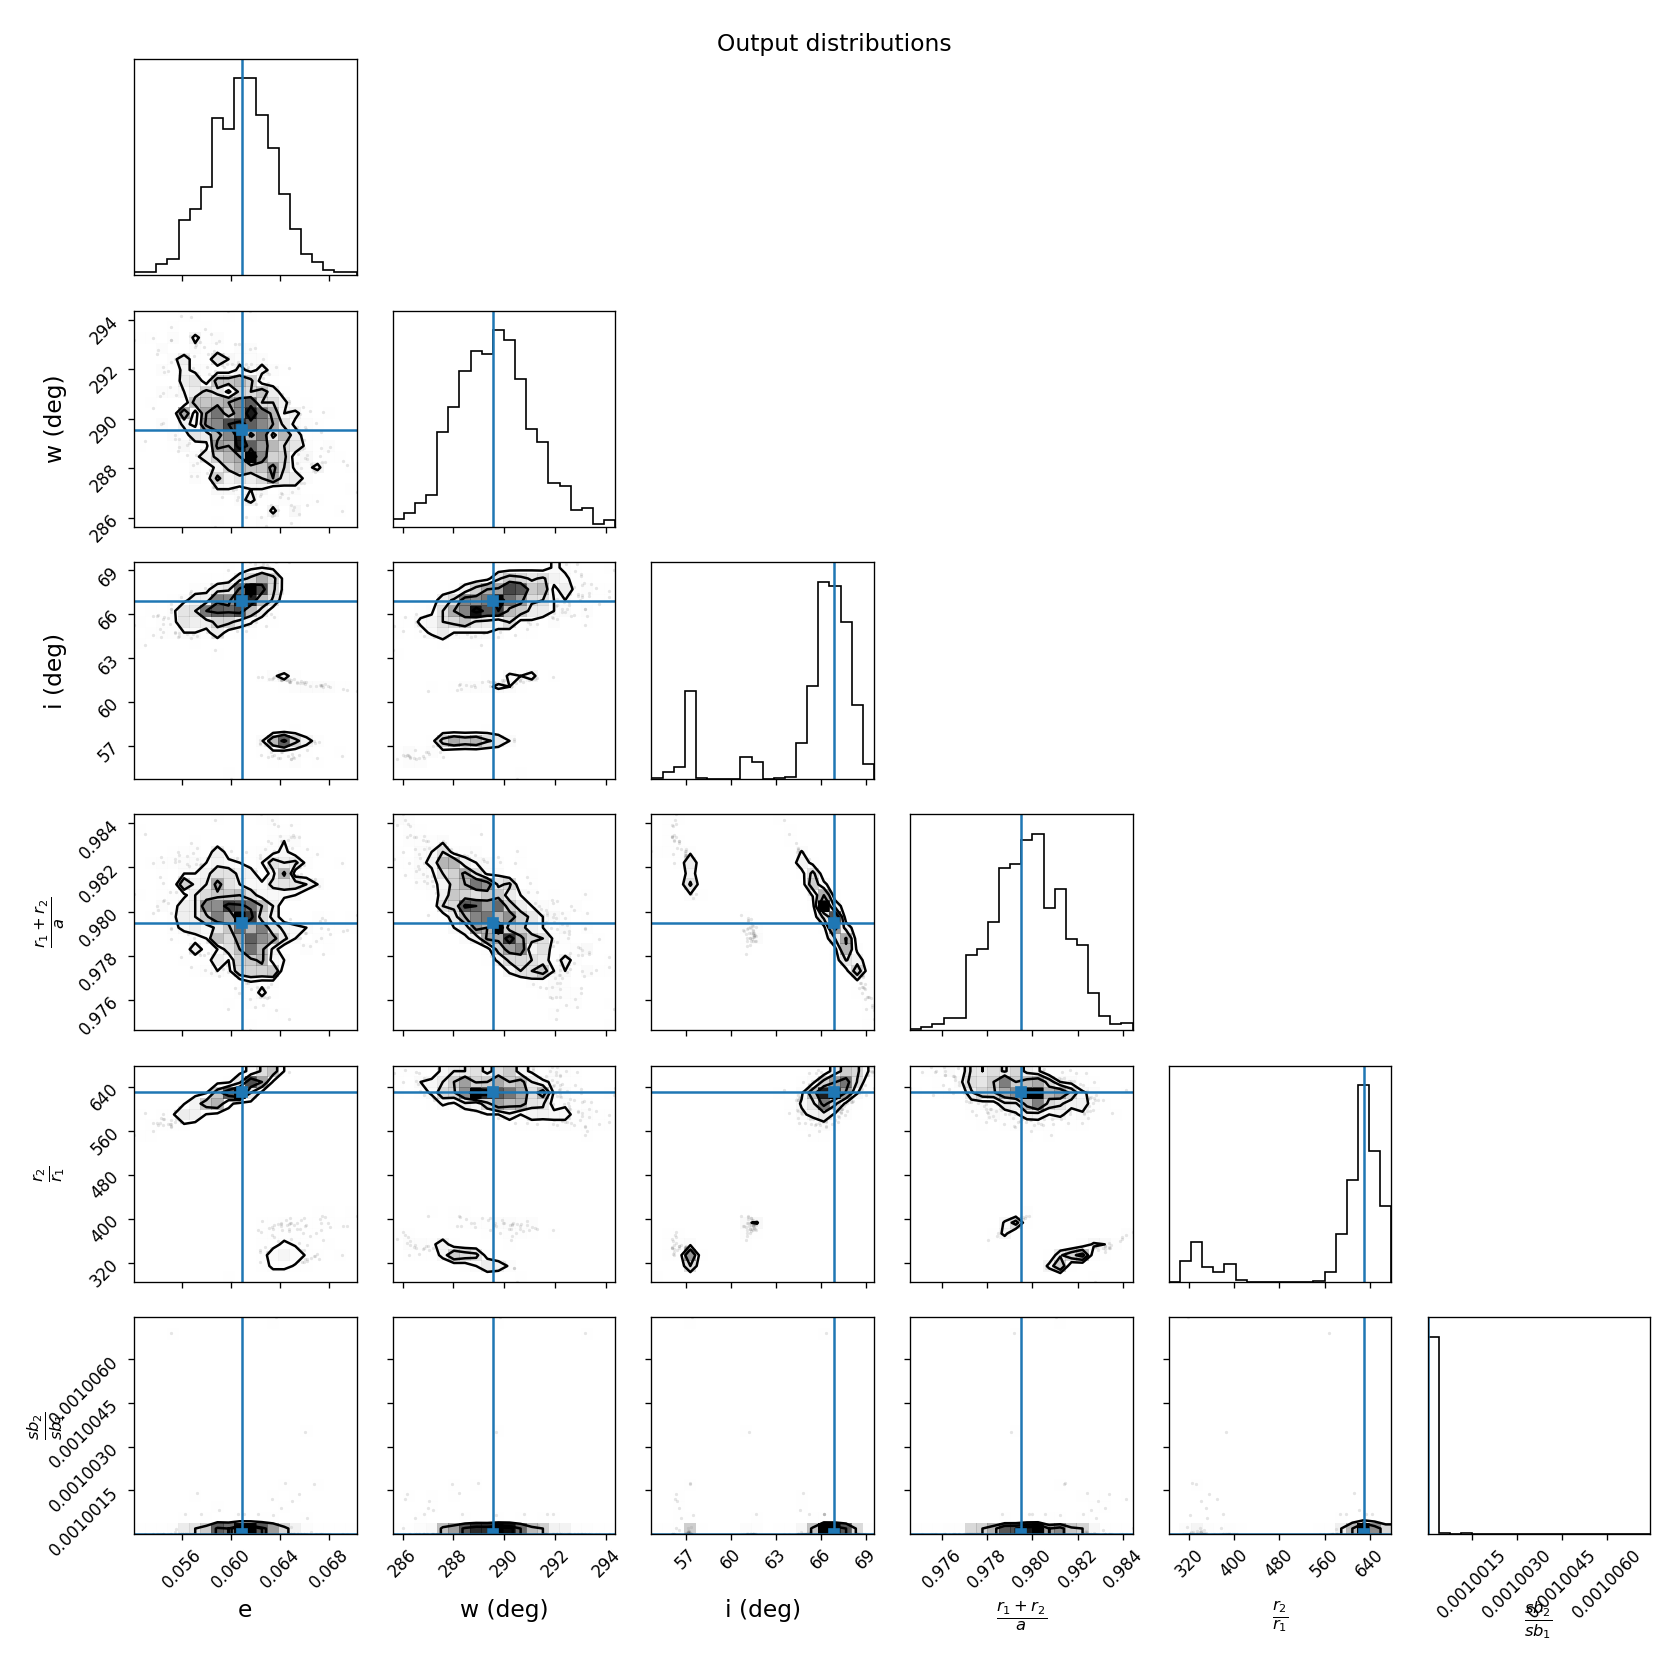 Output distributions
w (deg)
294
292
290
288
286
i (deg)
69
66
63
60
57
r₁ + r₂
a
0.984
0.982
0.980
0.978
0.976
r₂
r₁
640
560
480
400
320
sb₂
0.0010060
0.0010045
0.0010030
0.0010015
0.056 0.060 0.064 0.068
286 288 290 292 294
57 60 63 66 69
0.976 0.978 0.980 0.982 0.984
320 400 480 560 640
0.0010015 0.0010030 0.0010045 0.0010060
e
w (deg)
i (deg)
r₁ + r₂
a
r₂
r₁
sb₂
sb₁